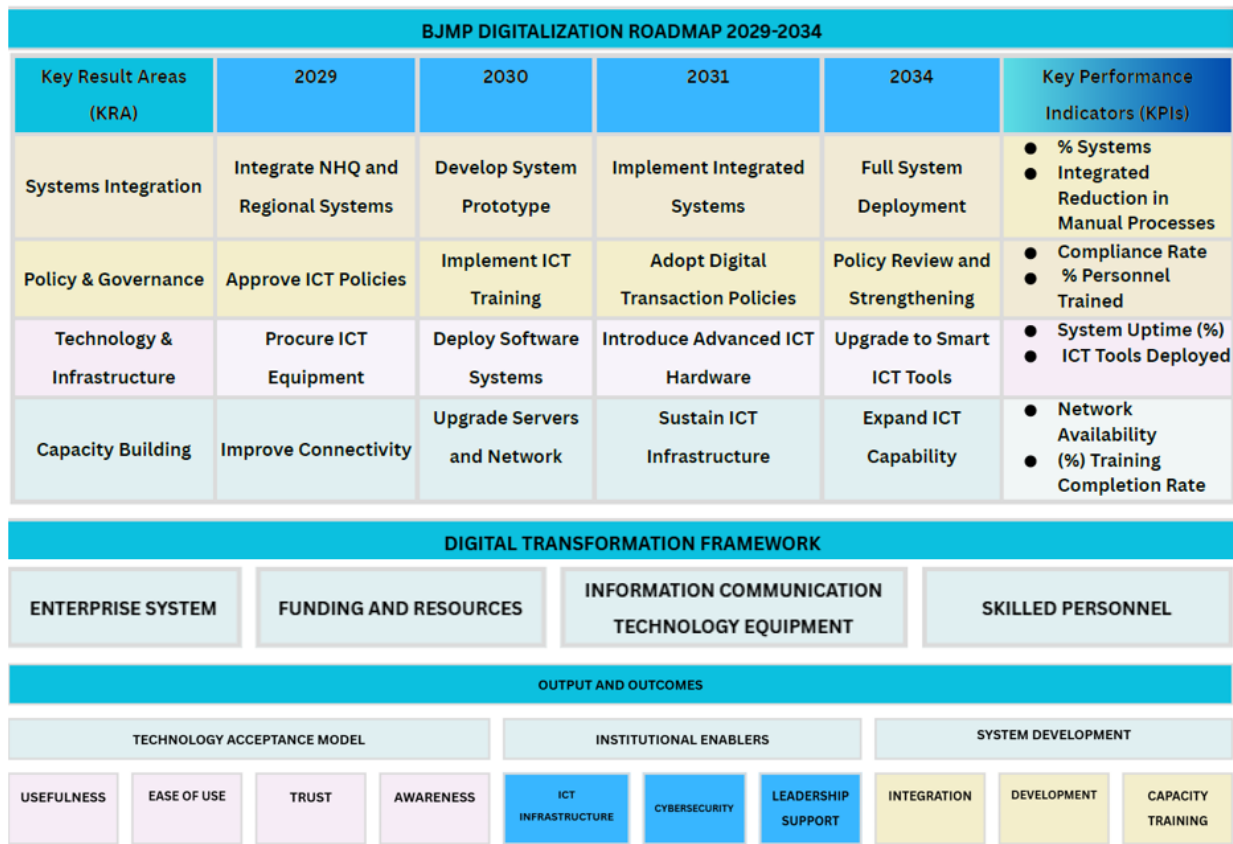 BJMP DIGITALIZATION ROADMAP 2029-2034
Key Result Areas
(KRA)
2029
2030
2031
2034
Key Performance
Indicators (KPIs)
Systems Integration
Integrate NHQ and
Regional Systems
Develop System
Prototype
Implement Integrated
Systems
Full System
Deployment
● % Systems
● Integrated
Reduction in
Manual Processes
Policy & Governance
Approve ICT Policies
Implement ICT
Training
Adopt Digital
Transaction Policies
Policy Review and
Strengthening
● Compliance Rate
● % Personnel
Trained
Technology &
Infrastructure
Procure ICT
Equipment
Deploy Software
Systems
Introduce Advanced ICT
Hardware
Upgrade to Smart
ICT Tools
● System Uptime (%)
● ICT Tools Deployed
Capacity Building
Improve Connectivity
Upgrade Servers
and Network
Sustain ICT
Infrastructure
Expand ICT
Capability
● Network
Availability
● (%) Training
Completion Rate
DIGITAL TRANSFORMATION FRAMEWORK
ENTERPRISE SYSTEM
FUNDING AND RESOURCES
INFORMATION COMMUNICATION
TECHNOLOGY EQUIPMENT
SKILLED PERSONNEL
OUTPUT AND OUTCOMES
TECHNOLOGY ACCEPTANCE MODEL
INSTITUTIONAL ENABLERS
SYSTEM DEVELOPMENT
USEFULNESS
EASE OF USE
TRUST
AWARENESS
ICT
INFRASTRUCTURE
CYBERSECURITY
LEADERSHIP
SUPPORT
INTEGRATION
DEVELOPMENT
CAPACITY
TRAINING